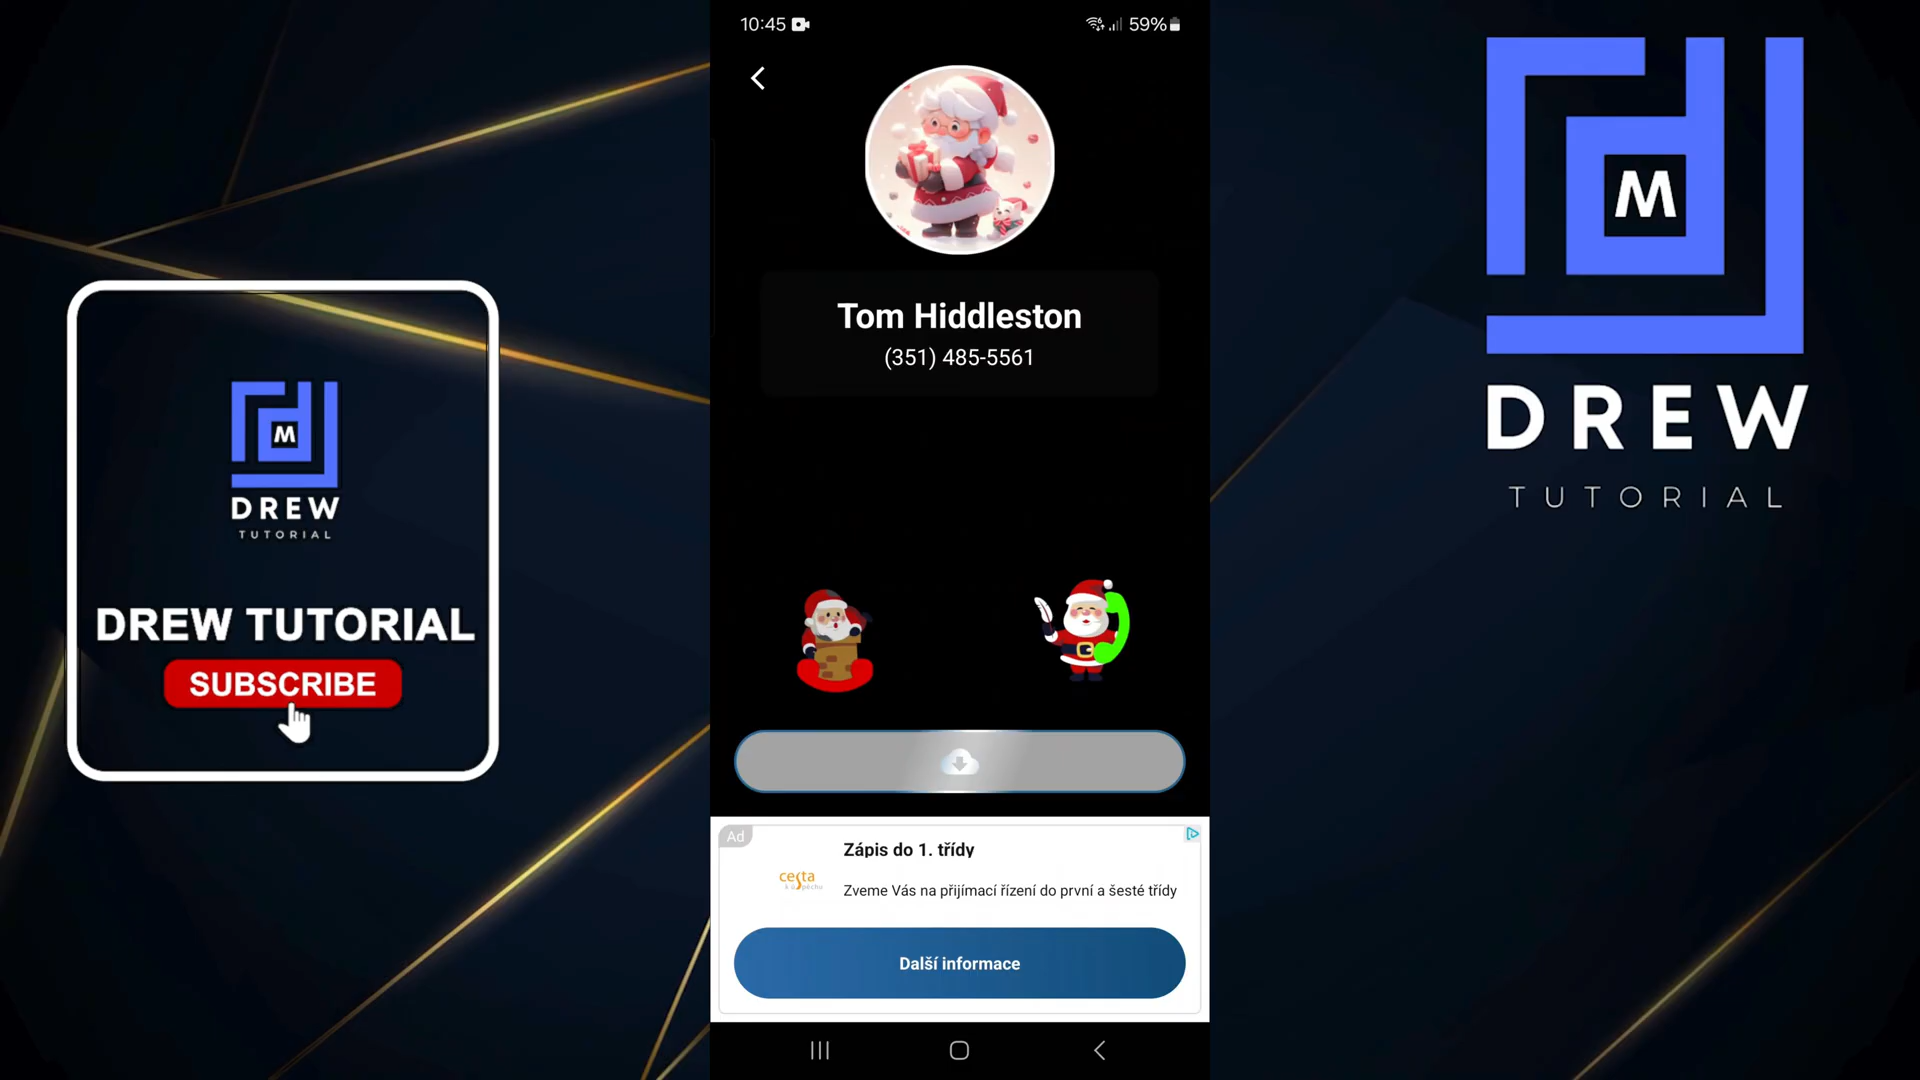 10:45
59%
M
DREW
TUTORIAL
DREW TUTORIAL
SUBSCRIBE
Tom Hiddleston
(351) 485-5561
Ad
Zápis do 1. třídy
cesta
k úspěchu
Zveme Vás na přijímací řízení do první a šesté třídy
Další informace
M
DREW
TUTORIAL